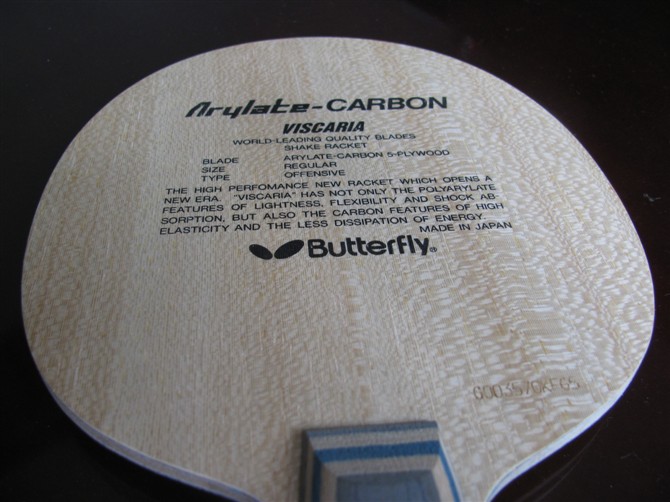 Arylate-CARBON
VISCARIA
WORLD-LEADING QUALITY BLADES
SHAKE RACKET
BLADE ARYLATE-CARBON 5-PLYWOOD
SIZE REGULAR
TYPE OFFENSIVE
THE HIGH PERFOMANCE NEW RACKET WHICH OPENS A
NEW ERA. "VISCARIA" HAS NOT ONLY THE POLYARYLATE
FEATURES OF LIGHTNESS, FLEXIBILITY AND SHOCK AB-
SORPTION, BUT ALSO THE CARBON FEATURES OF HIGH
ELASTICITY AND THE LESS DISSIPATION OF ENERGY.
MADE IN JAPAN
Butterfly®